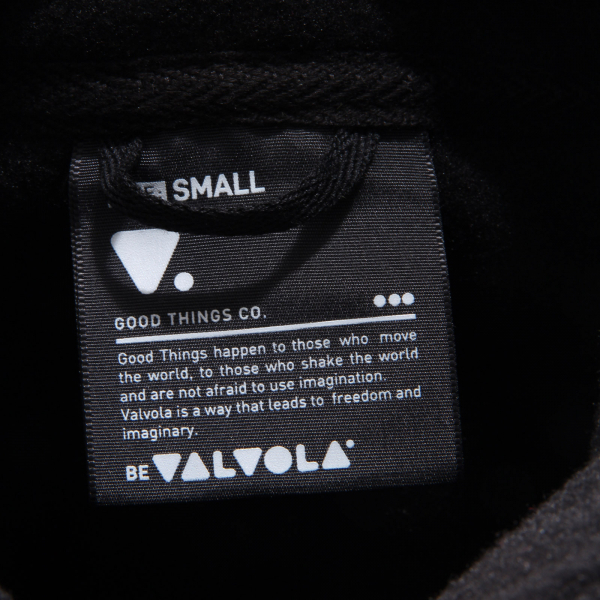 SMALL
GOOD THINGS CO.
Good Things happen to those who move
the world, to those who shake the world
and are not afraid to use imagination.
Valvola is a way that leads to freedom and
imaginary.
BE VALVOLA